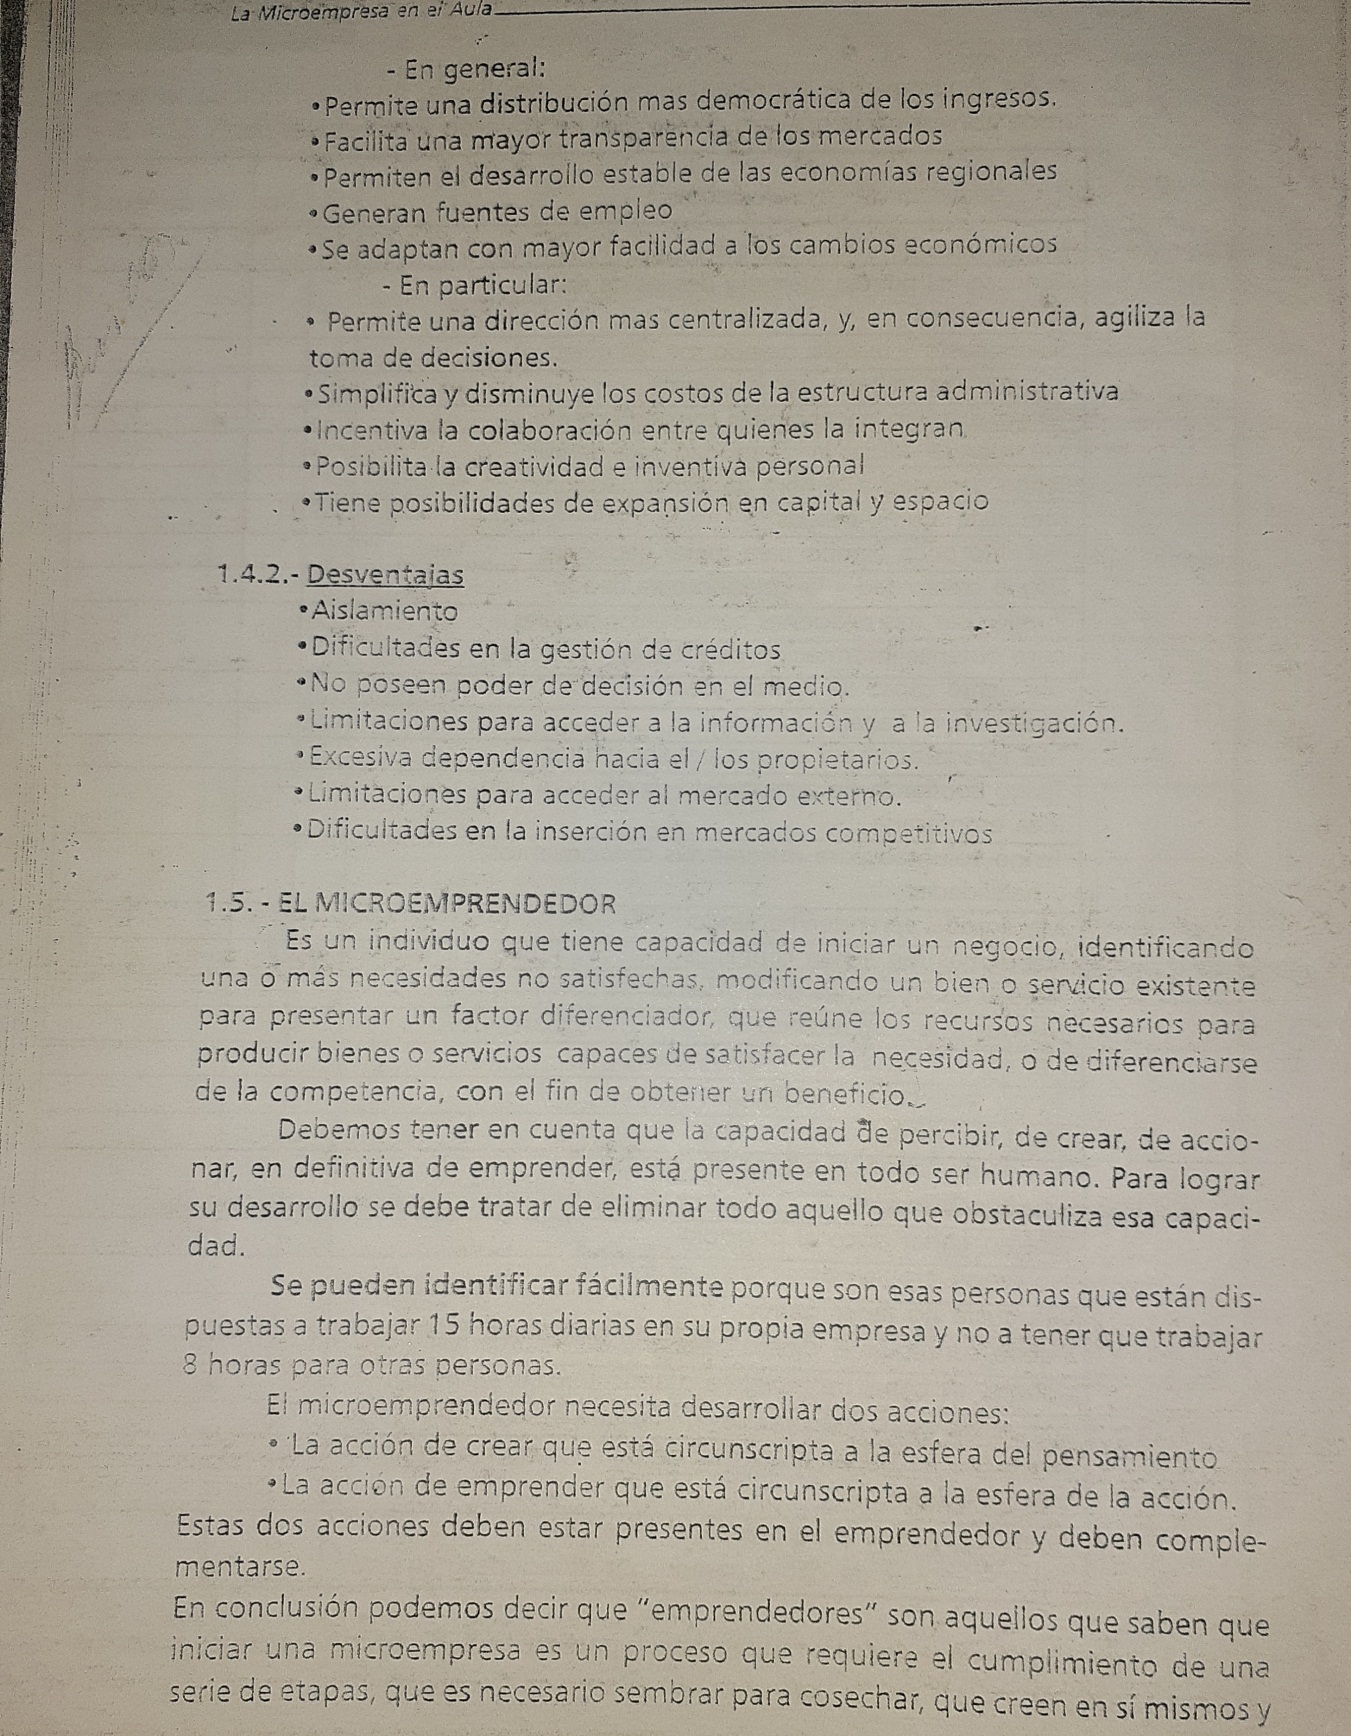 La Microempresa en el Aula
- En general:
•Permite una distribución mas democrática de los ingresos.
•Facilita una mayor transparencia de los mercados
•Permiten el desarrollo estable de las economías regionales
•Generan fuentes de empleo
•Se adaptan con mayor facilidad a los cambios económicos
- En particular:
• Permite una dirección mas centralizada, y, en consecuencia, agiliza la
toma de decisiones.
•Simplifica y disminuye los costos de la estructura administrativa
•Incentiva la colaboración entre quienes la integran
•Posibilita la creatividad e inventiva personal
•Tiene posibilidades de expansión en capital y espacio
1.4.2.- Desventajas
•Aislamiento
•Dificultades en la gestión de créditos
•No poseen poder de decisión en el medio.
•Limitaciones para acceder a la información y a la investigación.
•Excesiva dependencia hacia el / los propietarios.
•Limitaciones para acceder al mercado externo.
•Dificultades en la inserción en mercados competitivos
1.5. - EL MICROEMPRENDEDOR
Es un individuo que tiene capacidad de iniciar un negocio, identificando
una o más necesidades no satisfechas, modificando un bien o servicio existente
para presentar un factor diferenciador, que reúne los recursos necesarios para
producir bienes o servicios capaces de satisfacer la necesidad, o de diferenciarse
de la competencia, con el fin de obtener un beneficio.
Debemos tener en cuenta que la capacidad de percibir, de crear, de accio-
nar, en definitiva de emprender, está presente en todo ser humano. Para lograr
su desarrollo se debe tratar de eliminar todo aquello que obstaculiza esa capaci-
dad.
Se pueden identificar fácilmente porque son esas personas que están dis-
puestas a trabajar 15 horas diarias en su propia empresa y no a tener que trabajar
8 horas para otras personas.
El microemprendedor necesita desarrollar dos acciones:
• La acción de crear que está circunscripta a la esfera del pensamiento
•La acción de emprender que está circunscripta a la esfera de la acción.
Estas dos acciones deben estar presentes en el emprendedor y deben comple-
mentarse.
En conclusión podemos decir que "emprendedores" son aquellos que saben que
iniciar una microempresa es un proceso que requiere el cumplimiento de una
serie de etapas, que es necesario sembrar para cosechar, que creen en sí mismos y